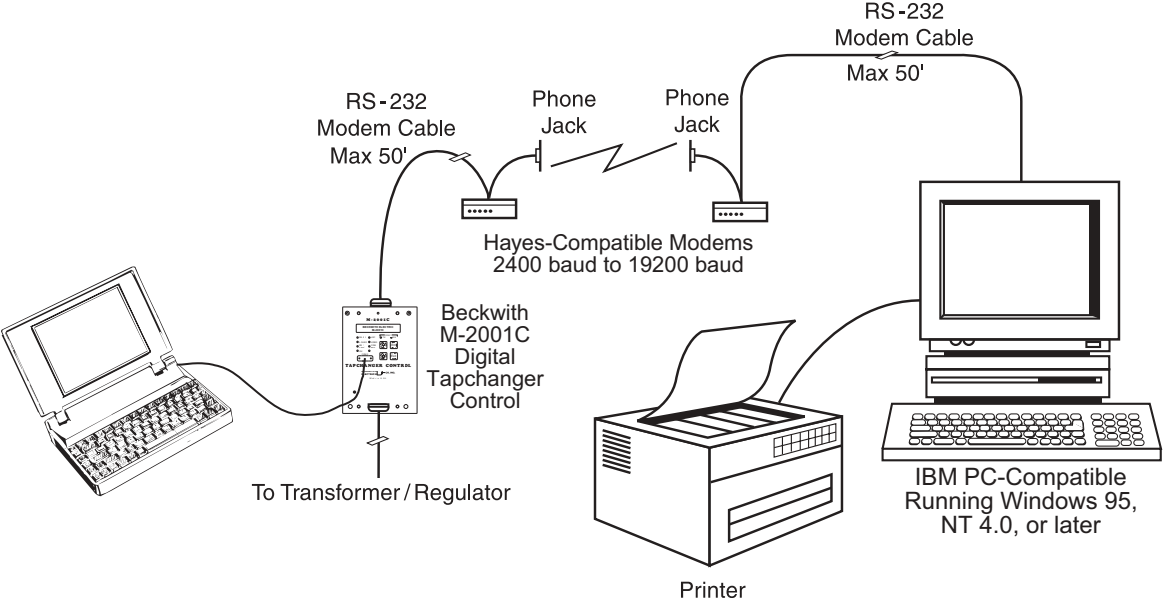 RS-232
Modem Cable
Max 50'
RS-232
Modem Cable
Max 50'
Phone
Jack
Phone
Jack
Hayes-Compatible Modems
2400 baud to 19200 baud
M-2001C
TAPCHANGER CONTROL
Beckwith
M-2001C
Digital
Tapchanger
Control
To Transformer/Regulator
IBM PC-Compatible
Running Windows 95,
NT 4.0, or later
Printer